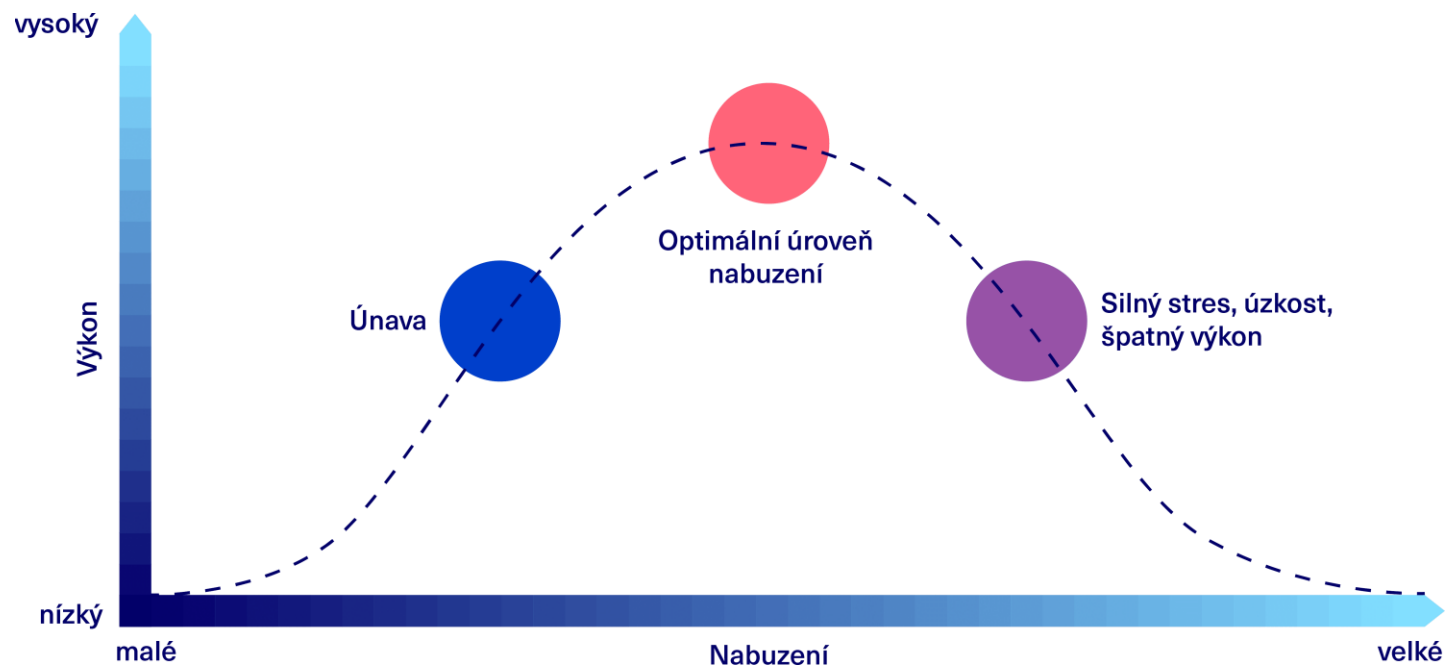 vysoký
Optimální úroveň
nabuzení
Únava
Silný stres, úzkost,
špatný výkon
Výkon
nízký
malé
Nabuzení
velké